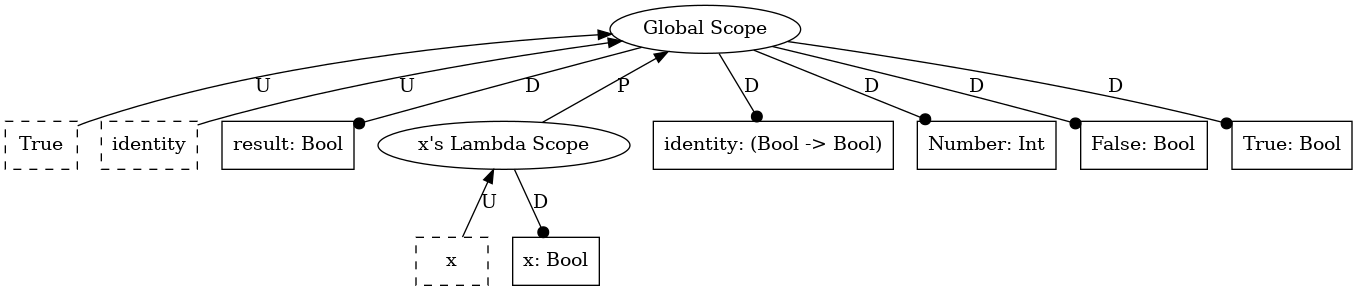 Global Scope
U
U
D
P
D
D
D
D
True
identity
result: Bool
x's Lambda Scope
identity: (Bool -> Bool)
Number: Int
False: Bool
True: Bool
U
D
x
x: Bool